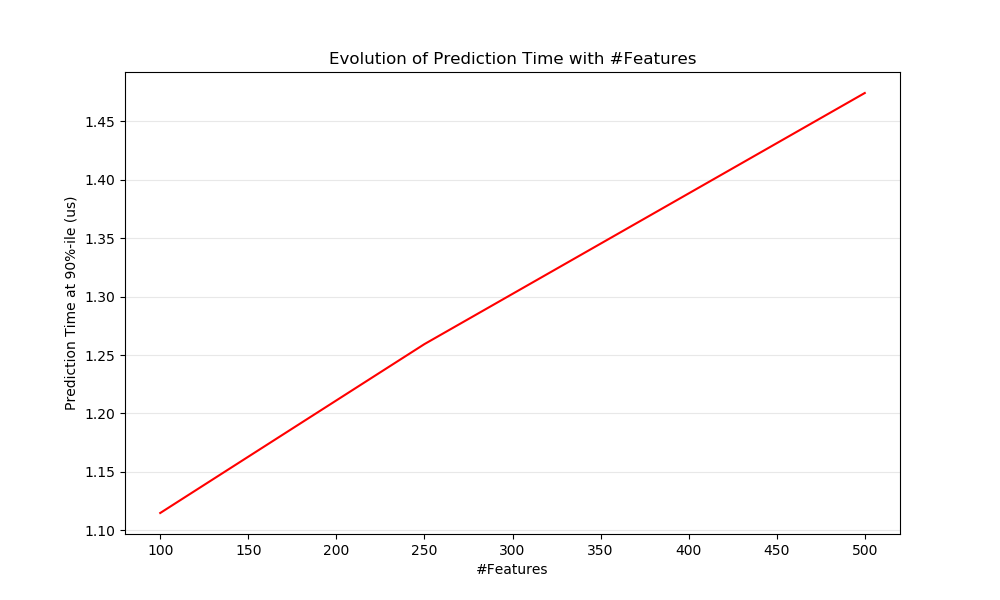 Evolution of Prediction Time with #Features
Prediction Time at 90%-ile (us)
1.45
1.40
1.35
1.30
1.25
1.20
1.15
1.10
100 150 200 250 300 350 400 450 500
#Features